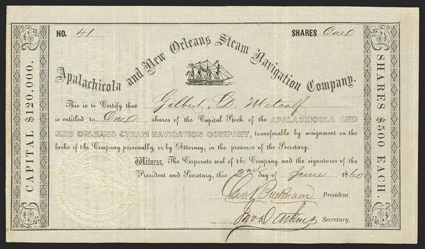 NO. 41 SHARES One
Apalachicola and New Orleans Steam Navigation Company.
CAPITAL $120,000.
This is to Certify that Gilbert D. Metcalf
is entitled to One shares of the Capital Stock of the APALACHICOLA AND
NEW ORLEANS STEAM NAVIGATION COMPANY, transferable by assignment on the
books of the Company personally, or by Attorney, in the presence of the Secretary.
Witness, The Corporate seal of the Company and the signatures of the
President and Secretary, this 2nd day of June 1860
Buckham President.
Secretary.
SHARES $500 EACH.